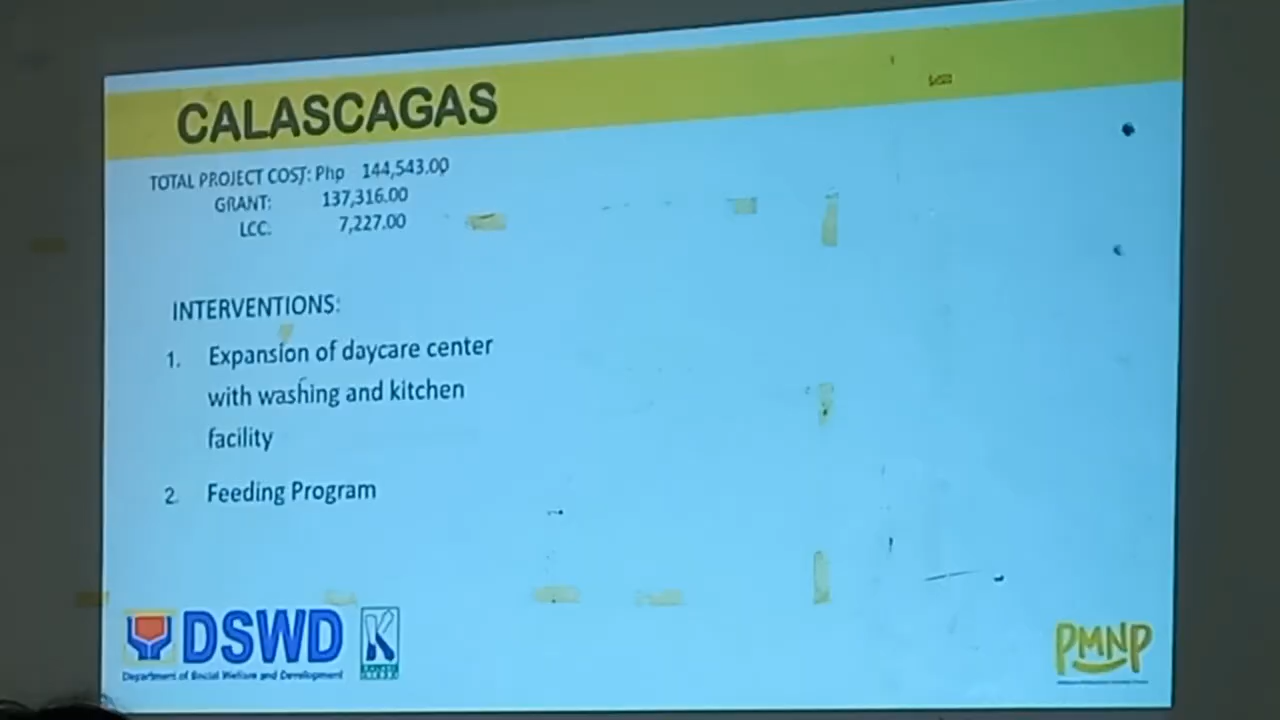 CALASCAGAS
TOTAL PROJECT COST: Php 144,543.00
GRANT: 137,316.00
LCC: 7,227.00
INTERVENTIONS:
1. Expansion of daycare center
with washing and kitchen
facility
2. Feeding Program
DSWD
Department of Social Welfare and Development
K
PMNP